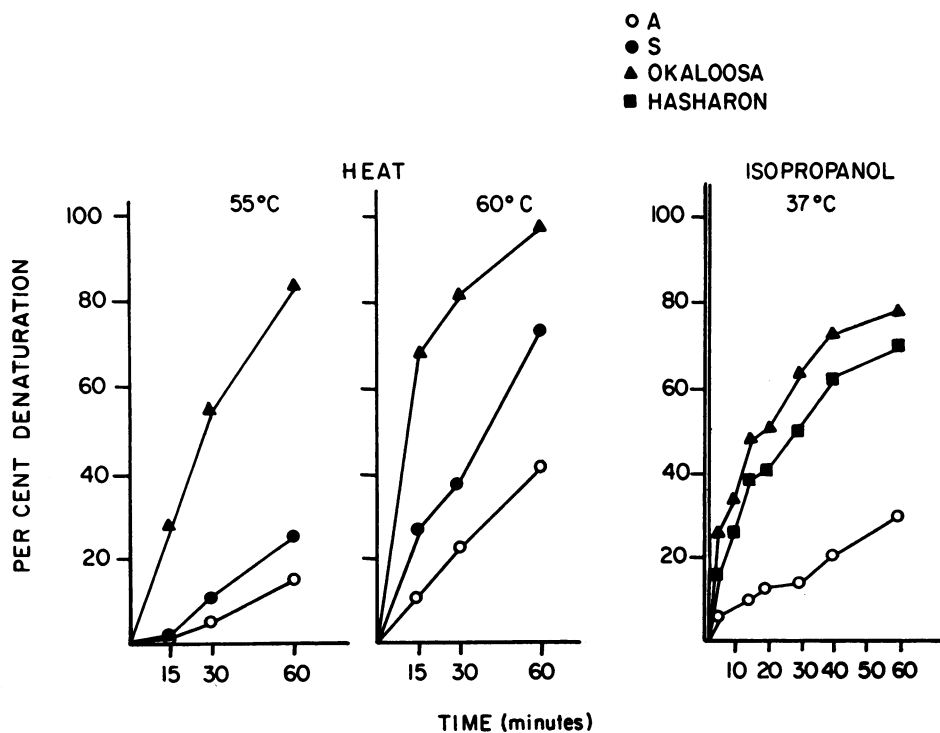 A
S
OKALOOSA
HASHARON
HEAT
ISOPROPANOL
55°C
60°C
37°C
PER CENT DENATURATION
100
80
60
40
20
15 30 60
15 30 60
100
80
60
40
20
10 20 30 40 50 60
TIME (minutes)